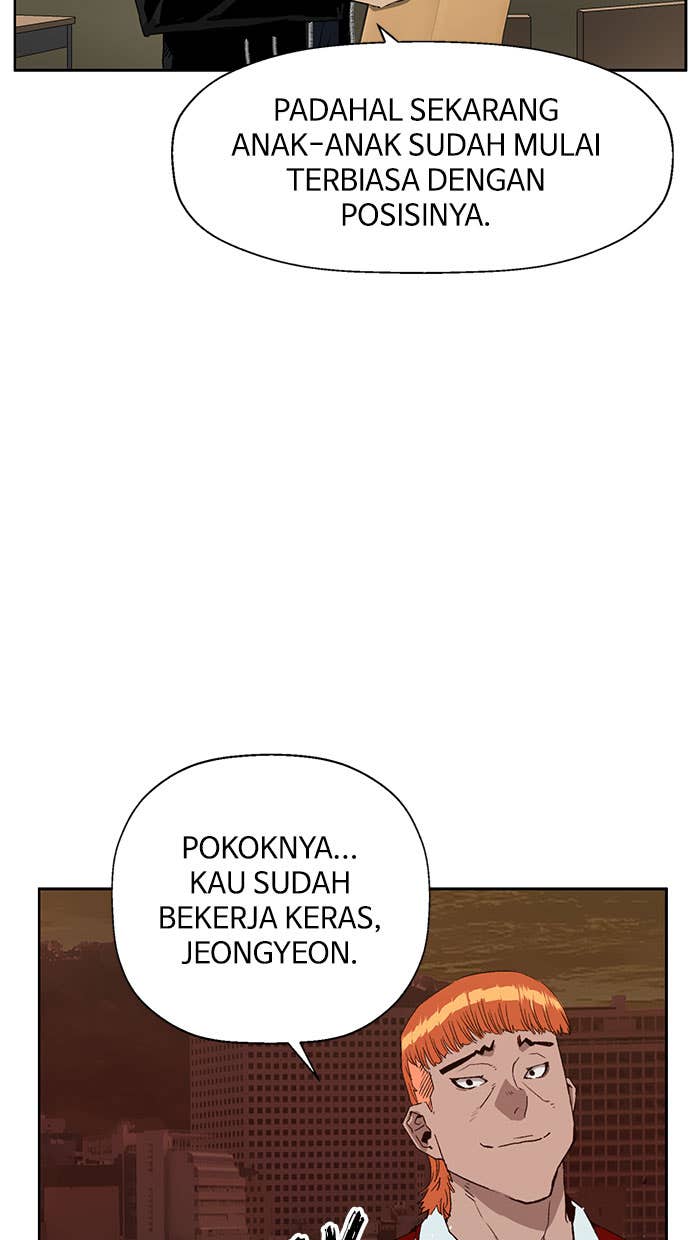 PADAHAL SEKARANG
ANAK-ANAK SUDAH MULAI
TERBIASA DENGAN
POSISINYA.
POKOKNYA...
KAU SUDAH
BEKERJA KERAS,
JEONGYEON.